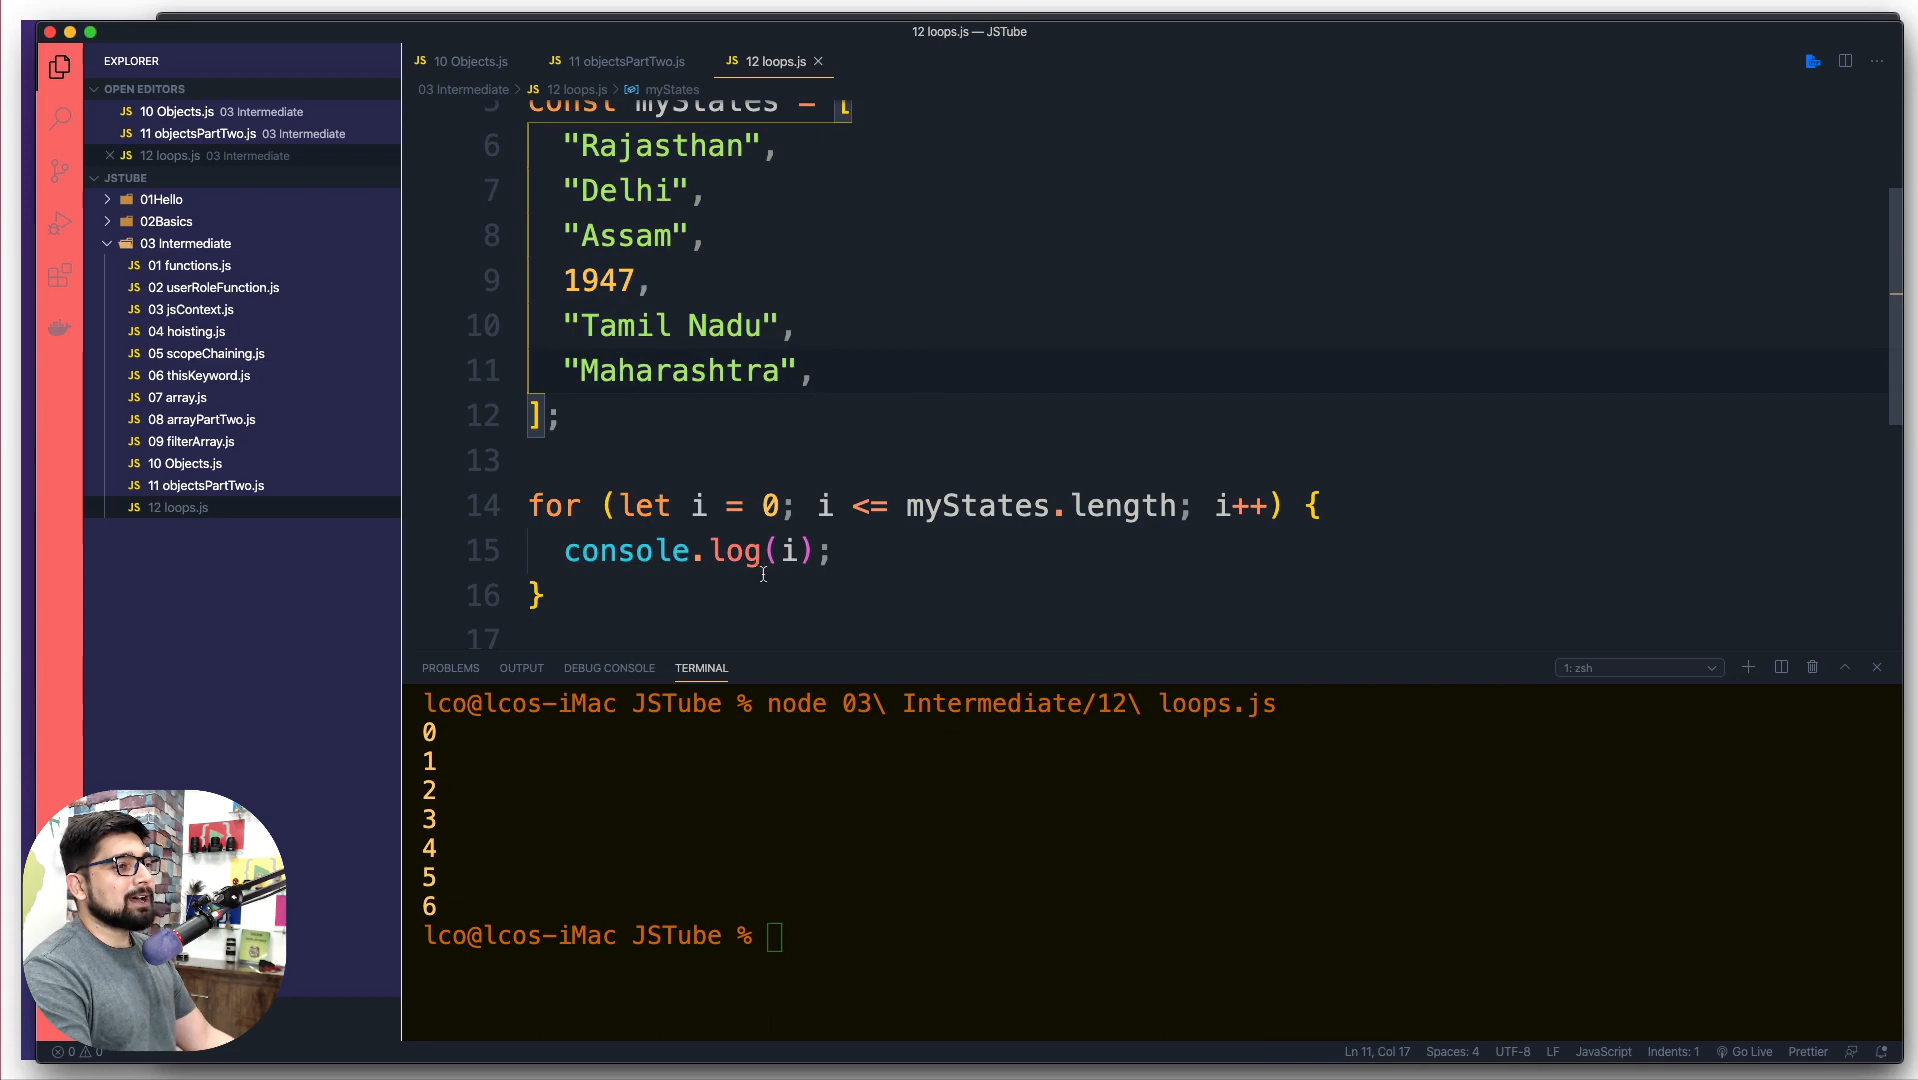 12 loops.js — JSTube
EXPLORER
OPEN EDITORS
JS 10 Objects.js 03 Intermediate
JS 11 objectsPartTwo.js 03 Intermediate
JS 12 loops.js 03 Intermediate
JSTUBE
01Hello
02Basics
03 Intermediate
JS 01 functions.js
JS 02 userRoleFunction.js
JS 03 jsContext.js
JS 04 hoisting.js
JS 05 scopeChaining.js
JS 06 thisKeyword.js
JS 07 array.js
JS 08 arrayPartTwo.js
JS 09 filterArray.js
JS 10 Objects.js
JS 11 objectsPartTwo.js
JS 12 loops.js
JS 10 Objects.js JS 11 objectsPartTwo.js JS 12 loops.js
03 Intermediate > JS 12 loops.js > myStates
5 const myStates = [
6 "Rajasthan",
7 "Delhi",
8 "Assam",
9 1947,
10 "Tamil Nadu",
11 "Maharashtra",
12 ];
13
14 for (let i = 0; i <= myStates.length; i++) {
15 console.log(i);
16 }
17
PROBLEMS OUTPUT DEBUG CONSOLE TERMINAL 1: zsh
lco@lcos-iMac JSTube % node 03\ Intermediate/12\ loops.js
0
1
2
3
4
5
6
lco@lcos-iMac JSTube %
0 0 Ln 11, Col 17 Spaces: 4 UTF-8 LF JavaScript Indents: 1 Go Live Prettier